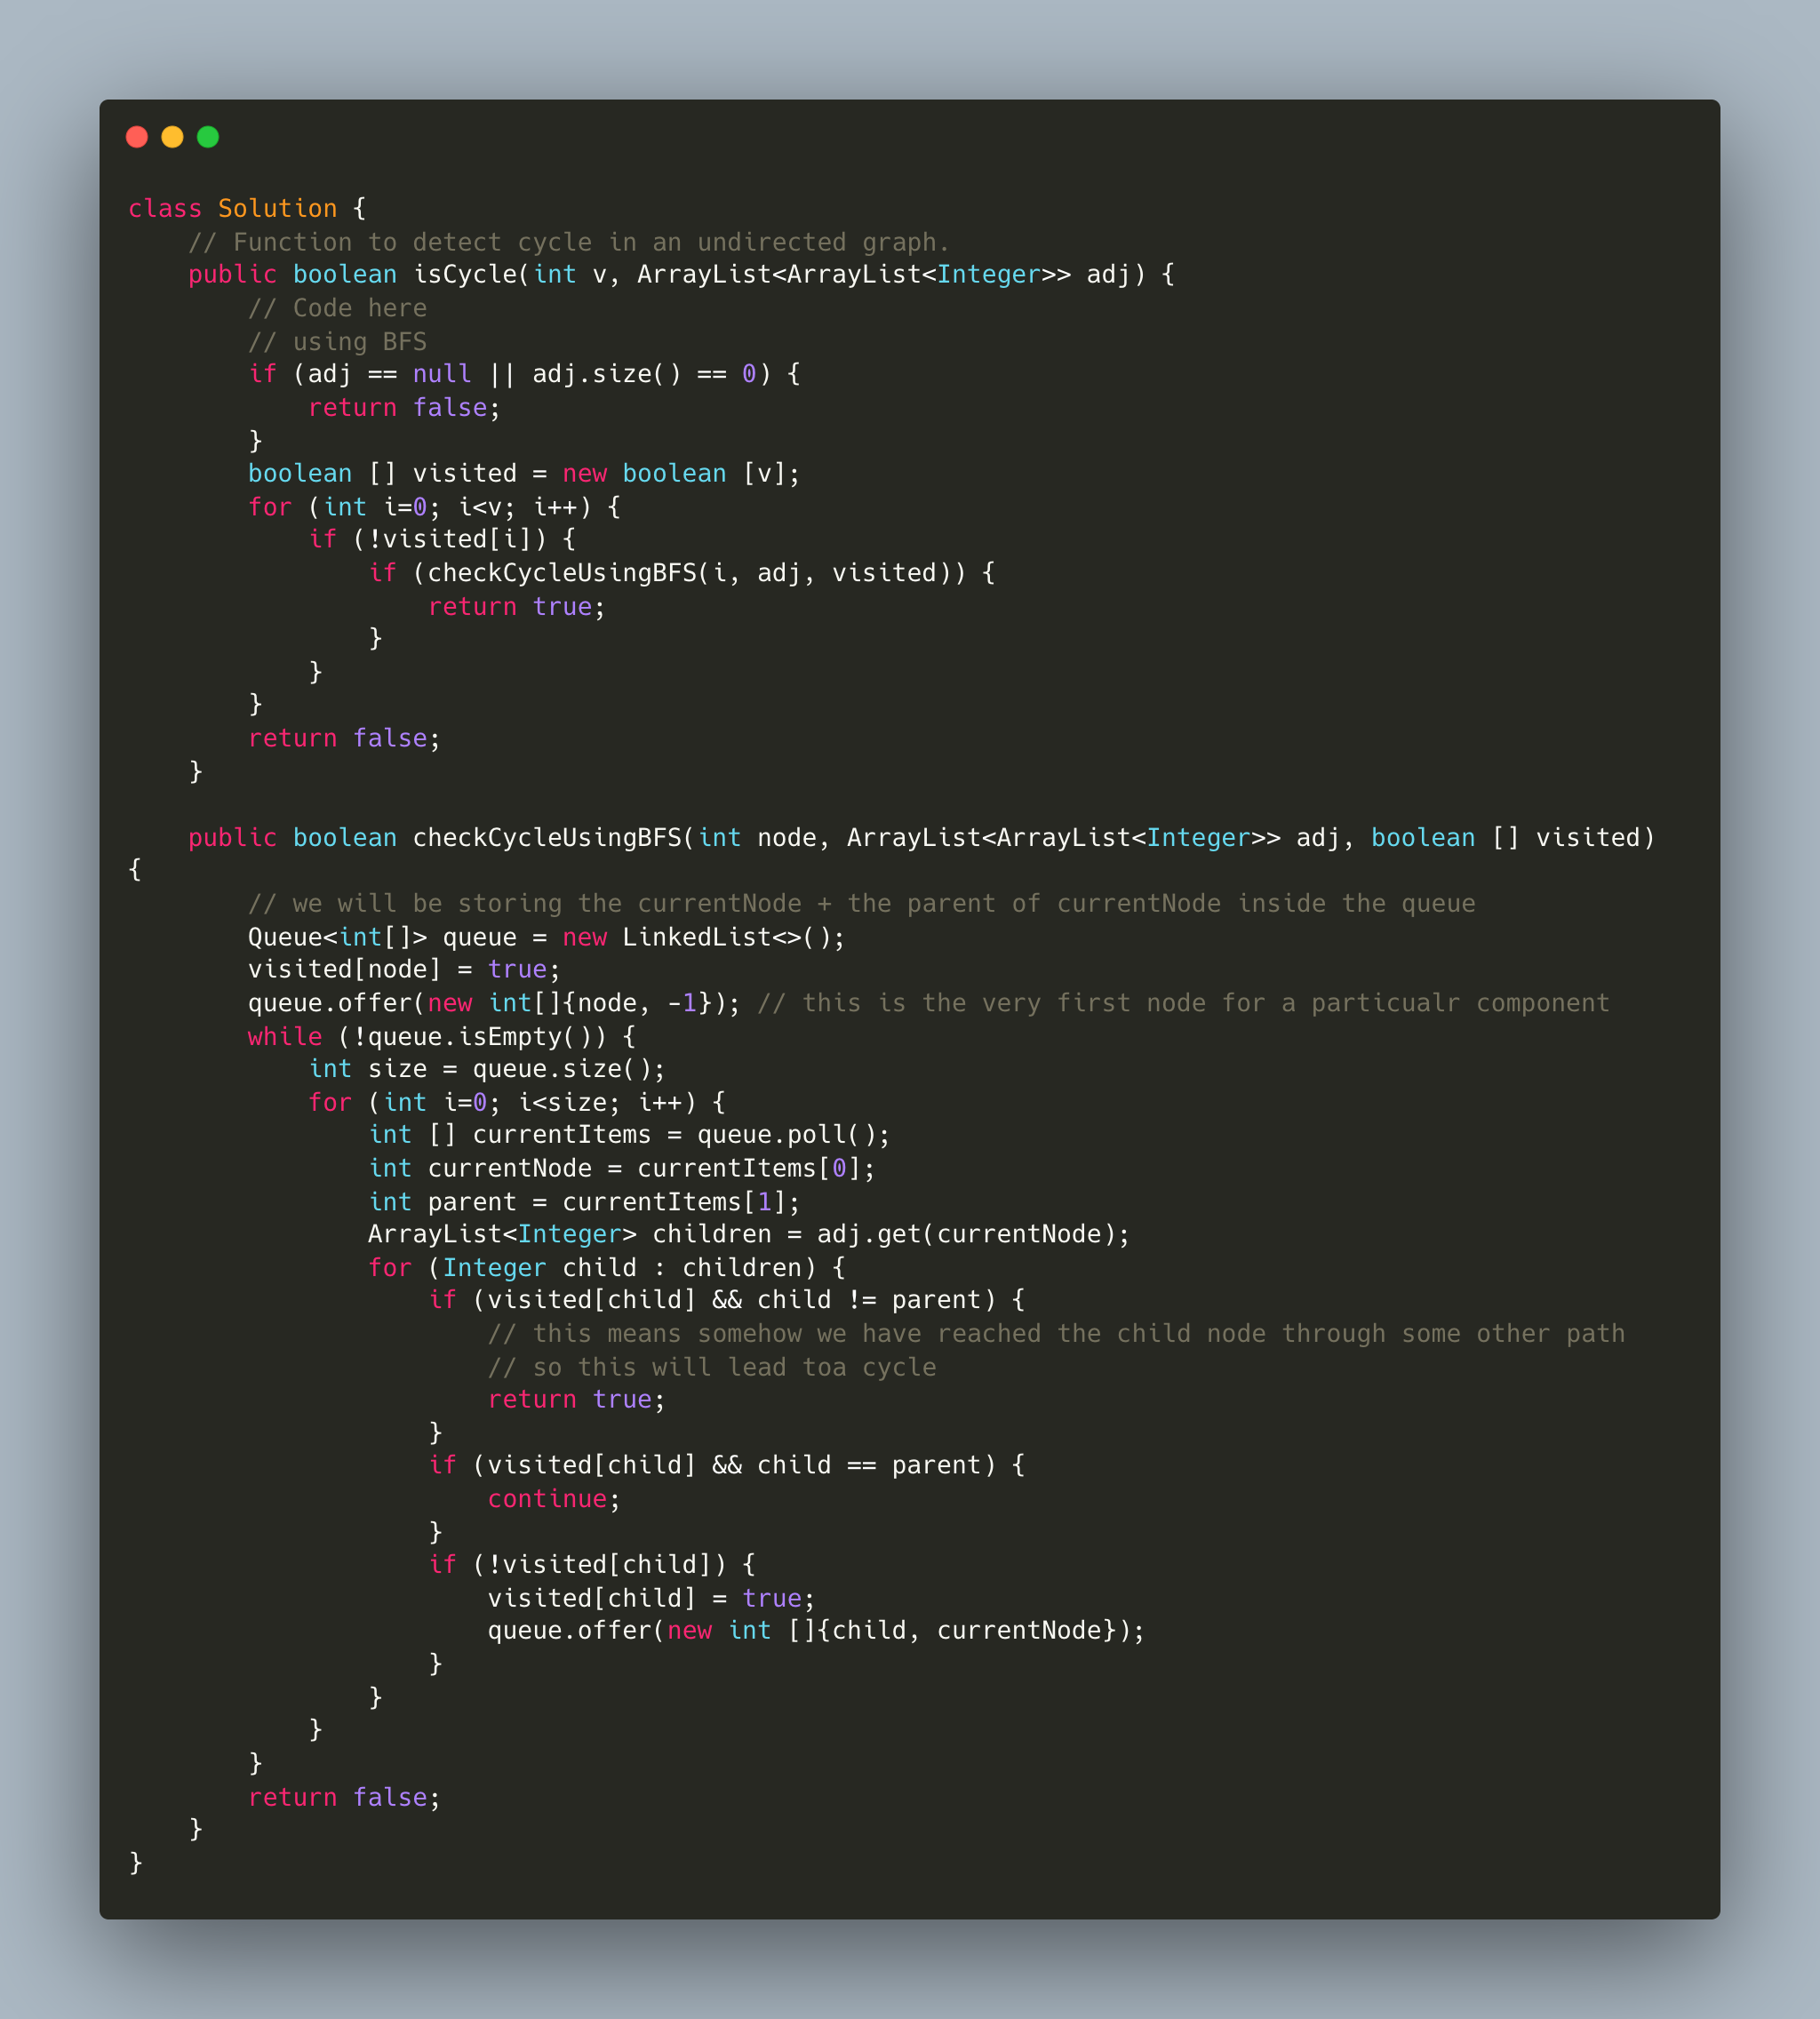 class Solution {
    // Function to detect cycle in an undirected graph.
    public boolean isCycle(int v, ArrayList<ArrayList<Integer>> adj) {
        // Code here
        // using BFS
        if (adj == null || adj.size() == 0) {
            return false;
        }
        boolean [] visited = new boolean [v];
        for (int i=0; i<v; i++) {
            if (!visited[i]) {
                if (checkCycleUsingBFS(i, adj, visited)) {
                    return true;
                }
            }
        }
        return false;
    }

    public boolean checkCycleUsingBFS(int node, ArrayList<ArrayList<Integer>> adj, boolean [] visited)
{
        // we will be storing the currentNode + the parent of currentNode inside the queue
        Queue<int[]> queue = new LinkedList<>();
        visited[node] = true;
        queue.offer(new int[]{node, -1}); // this is the very first node for a particualr component
        while (!queue.isEmpty()) {
            int size = queue.size();
            for (int i=0; i<size; i++) {
                int [] currentItems = queue.poll();
                int currentNode = currentItems[0];
                int parent = currentItems[1];
                ArrayList<Integer> children = adj.get(currentNode);
                for (Integer child : children) {
                    if (visited[child] && child != parent) {
                        // this means somehow we have reached the child node through some other path
                        // so this will lead toa cycle
                        return true;
                    }
                    if (visited[child] && child == parent) {
                        continue;
                    }
                    if (!visited[child]) {
                        visited[child] = true;
                        queue.offer(new int []{child, currentNode});
                    }
                }
            }
        }
        return false;
    }
}